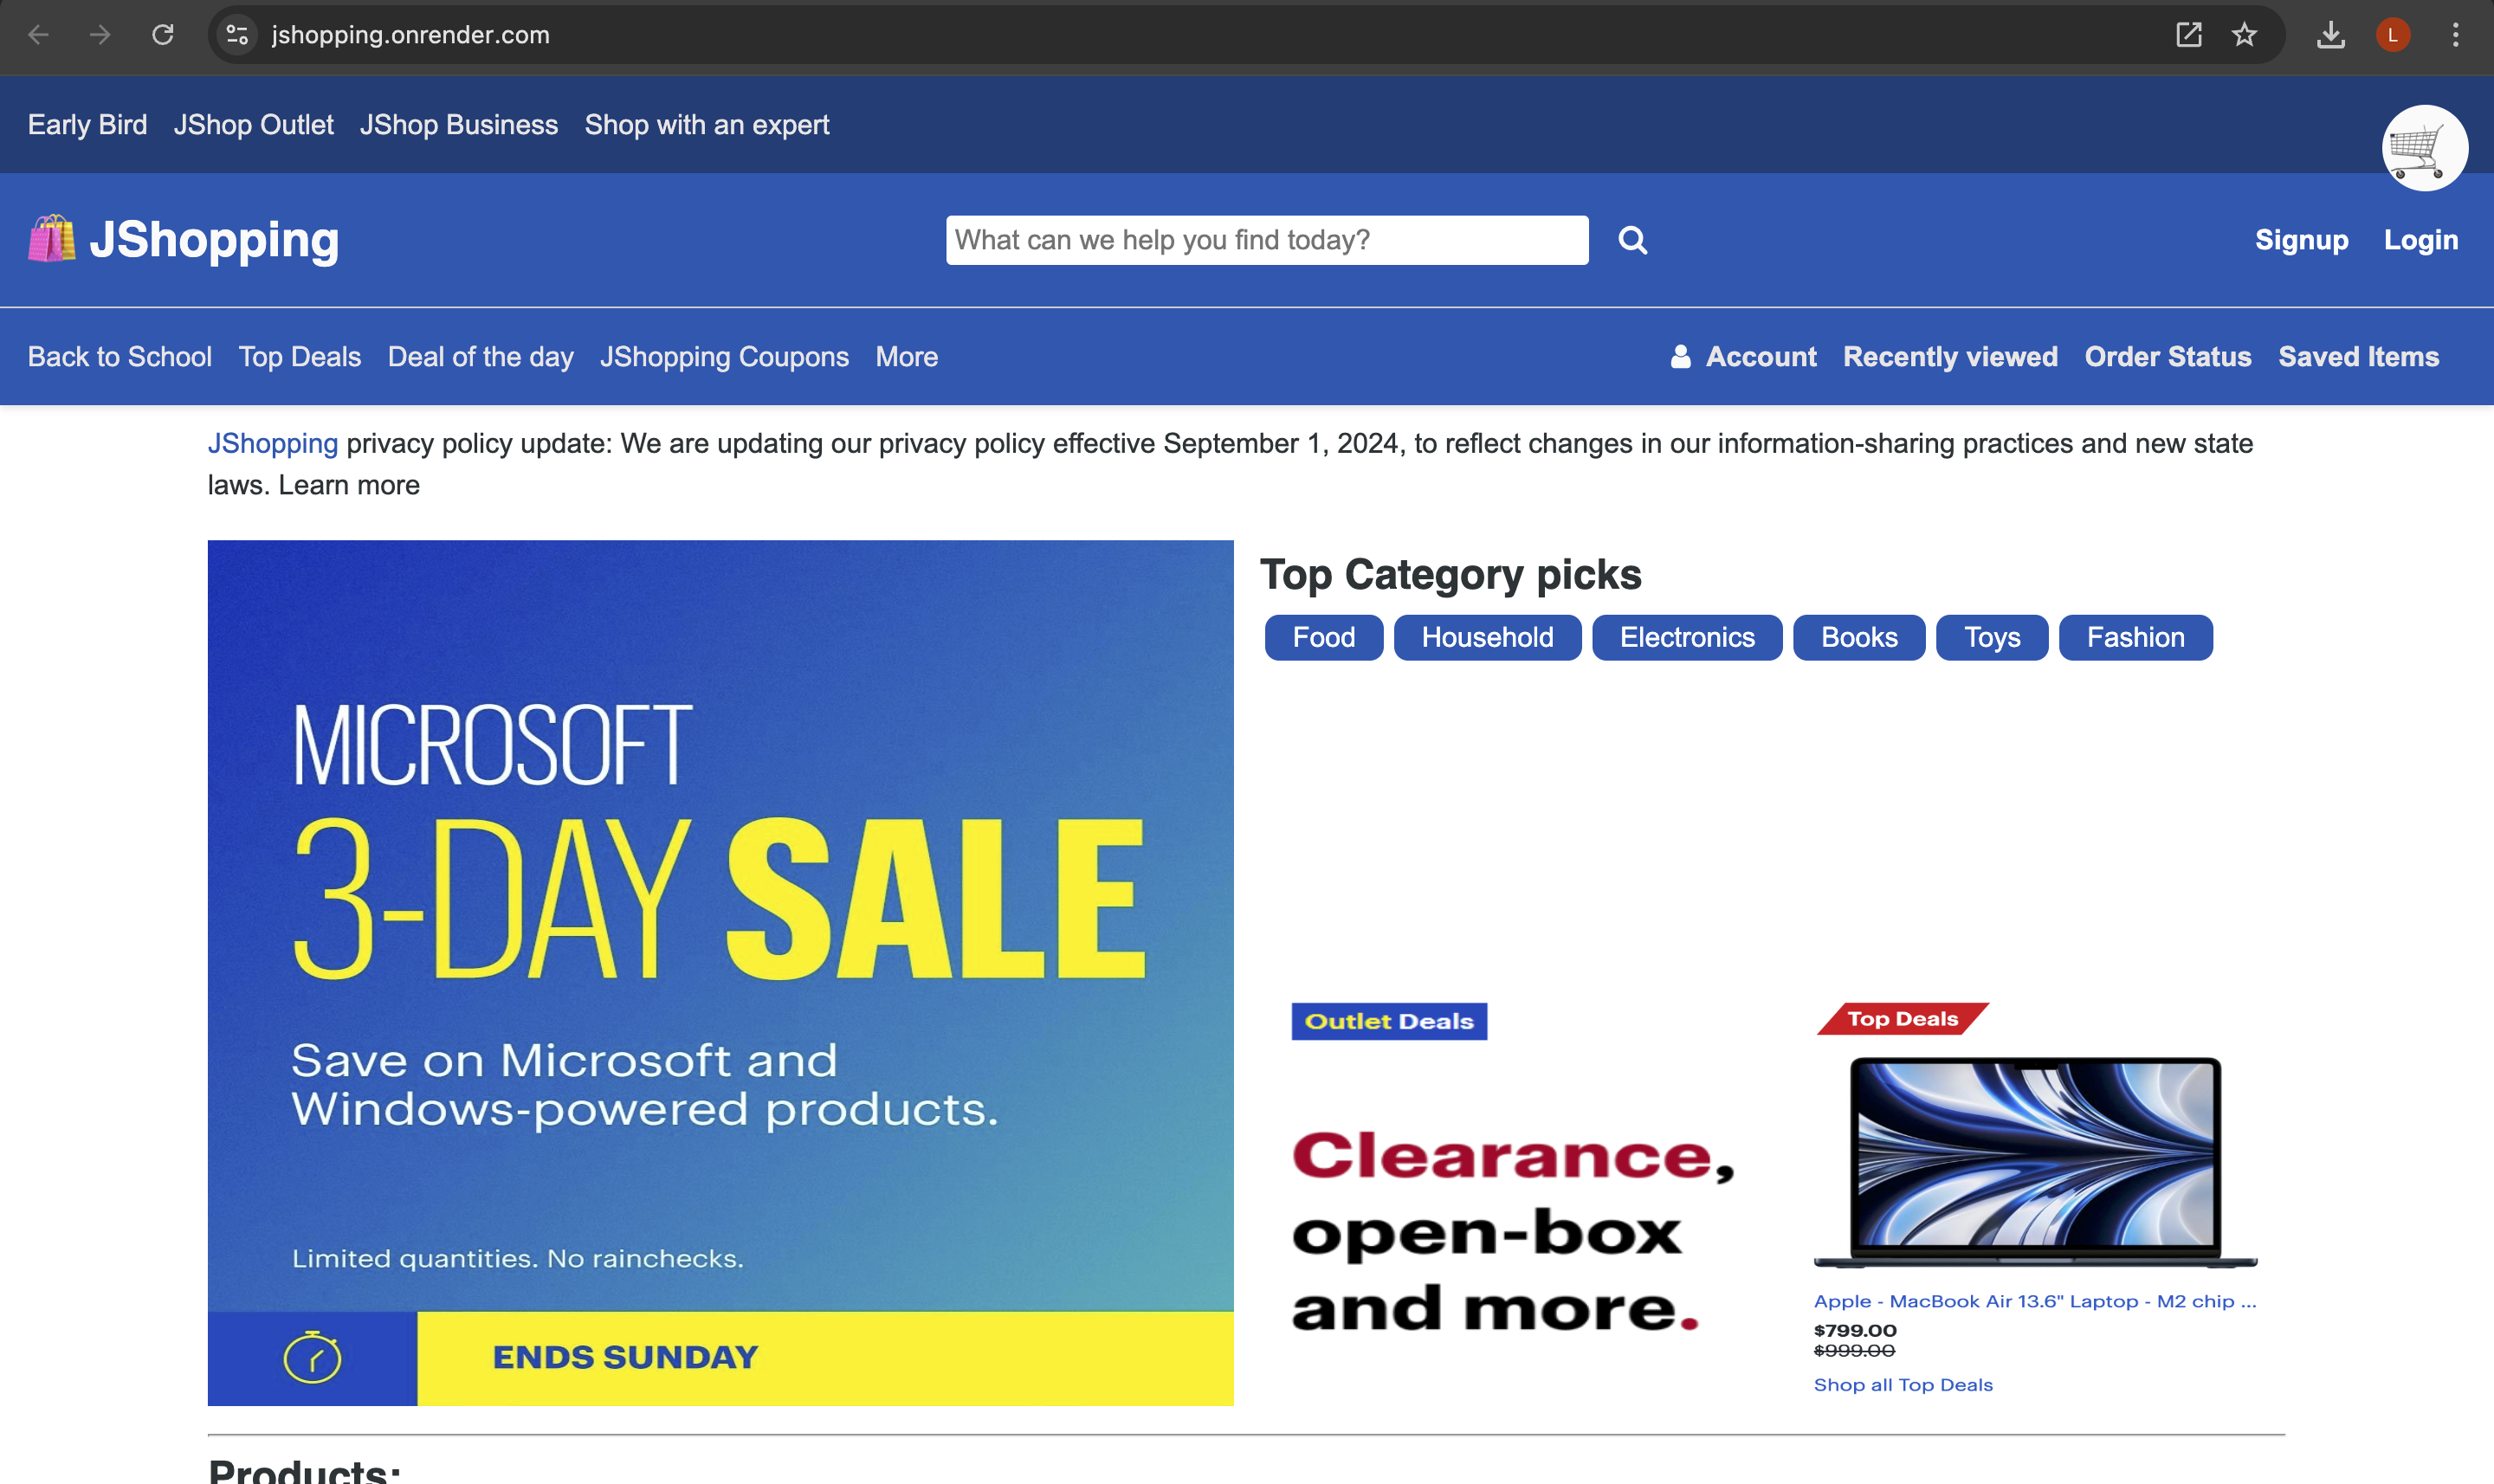 jshopping.onrender.com
L
Early Bird JShop Outlet JShop Business Shop with an expert
JShopping
What can we help you find today?
Signup Login
Back to School Top Deals Deal of the day JShopping Coupons More
Account Recently viewed Order Status Saved Items
JShopping privacy policy update: We are updating our privacy policy effective September 1, 2024, to reflect changes in our information-sharing practices and new state
laws. Learn more
MICROSOFT
3-DAY SALE
Save on Microsoft and
Windows-powered products.
Limited quantities. No rainchecks.
ENDS SUNDAY
Top Category picks
Food Household Electronics Books Toys Fashion
Outlet Deals
Clearance,
open-box
and more.
Top Deals
Apple - MacBook Air 13.6" Laptop - M2 chip ...
$799.00
$999.00
Shop all Top Deals
Products: